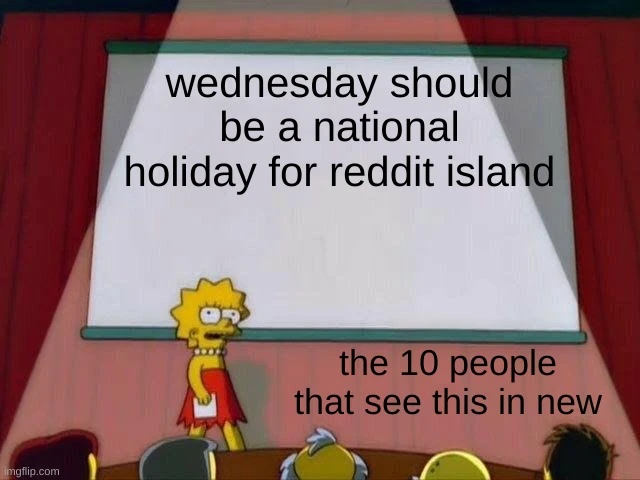 wednesday should
be a national
holiday for reddit island
the 10 people
that see this in new
imgflip.com